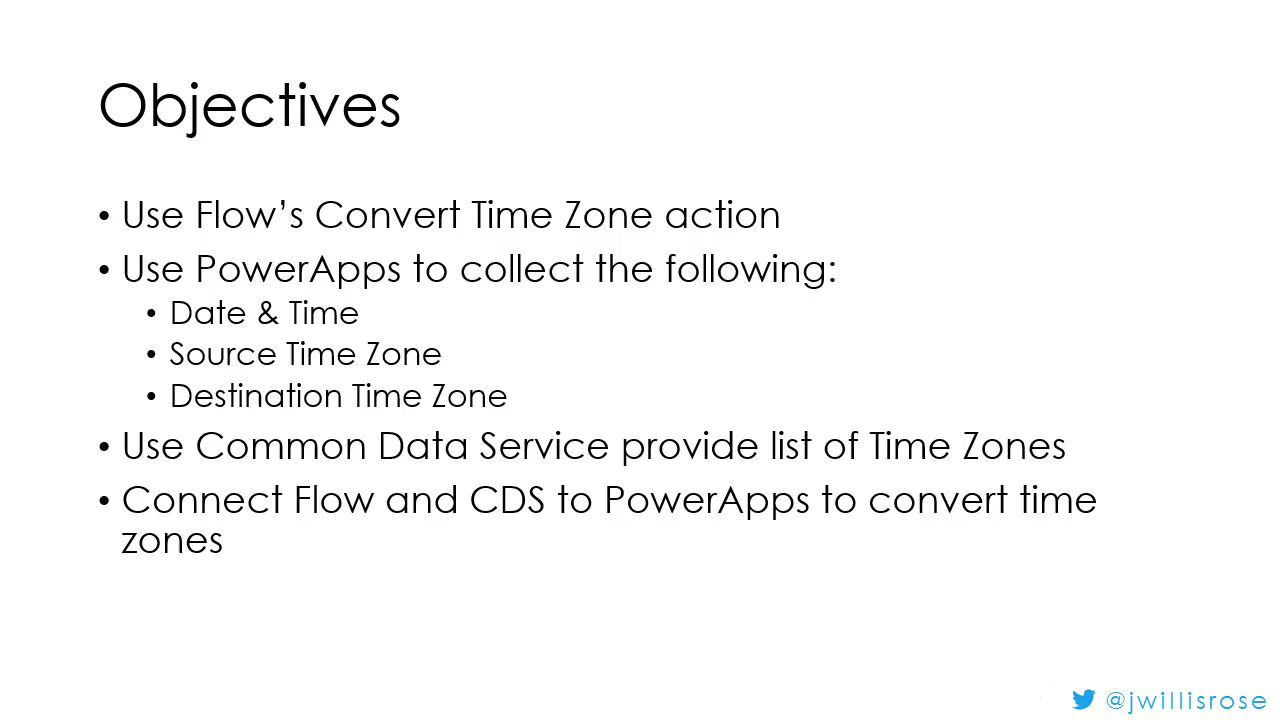 Objectives
• Use Flow’s Convert Time Zone action
• Use PowerApps to collect the following:
• Date & Time
• Source Time Zone
• Destination Time Zone
• Use Common Data Service provide list of Time Zones
• Connect Flow and CDS to PowerApps to convert time
zones
@jwillisrose